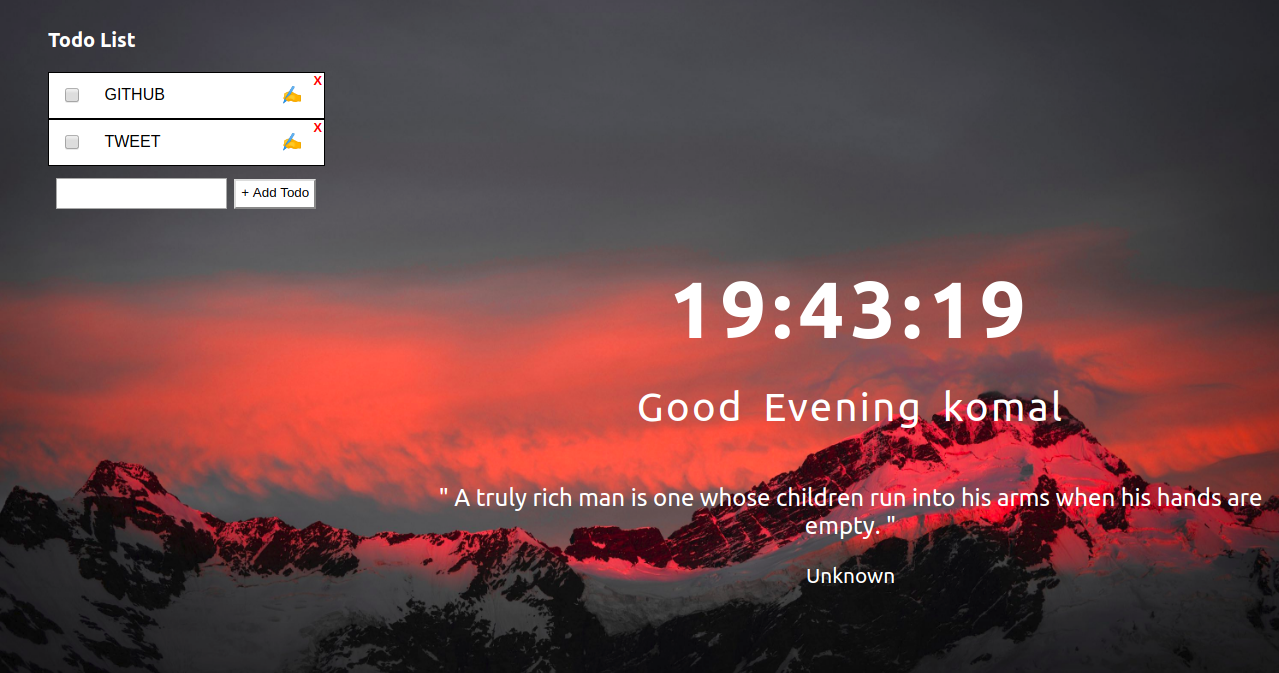 Todo List
GITHUB
X
TWEET
X
+ Add Todo
19:43:19
Good Evening komal
" A truly rich man is one whose children run into his arms when his hands are
empty. "
Unknown